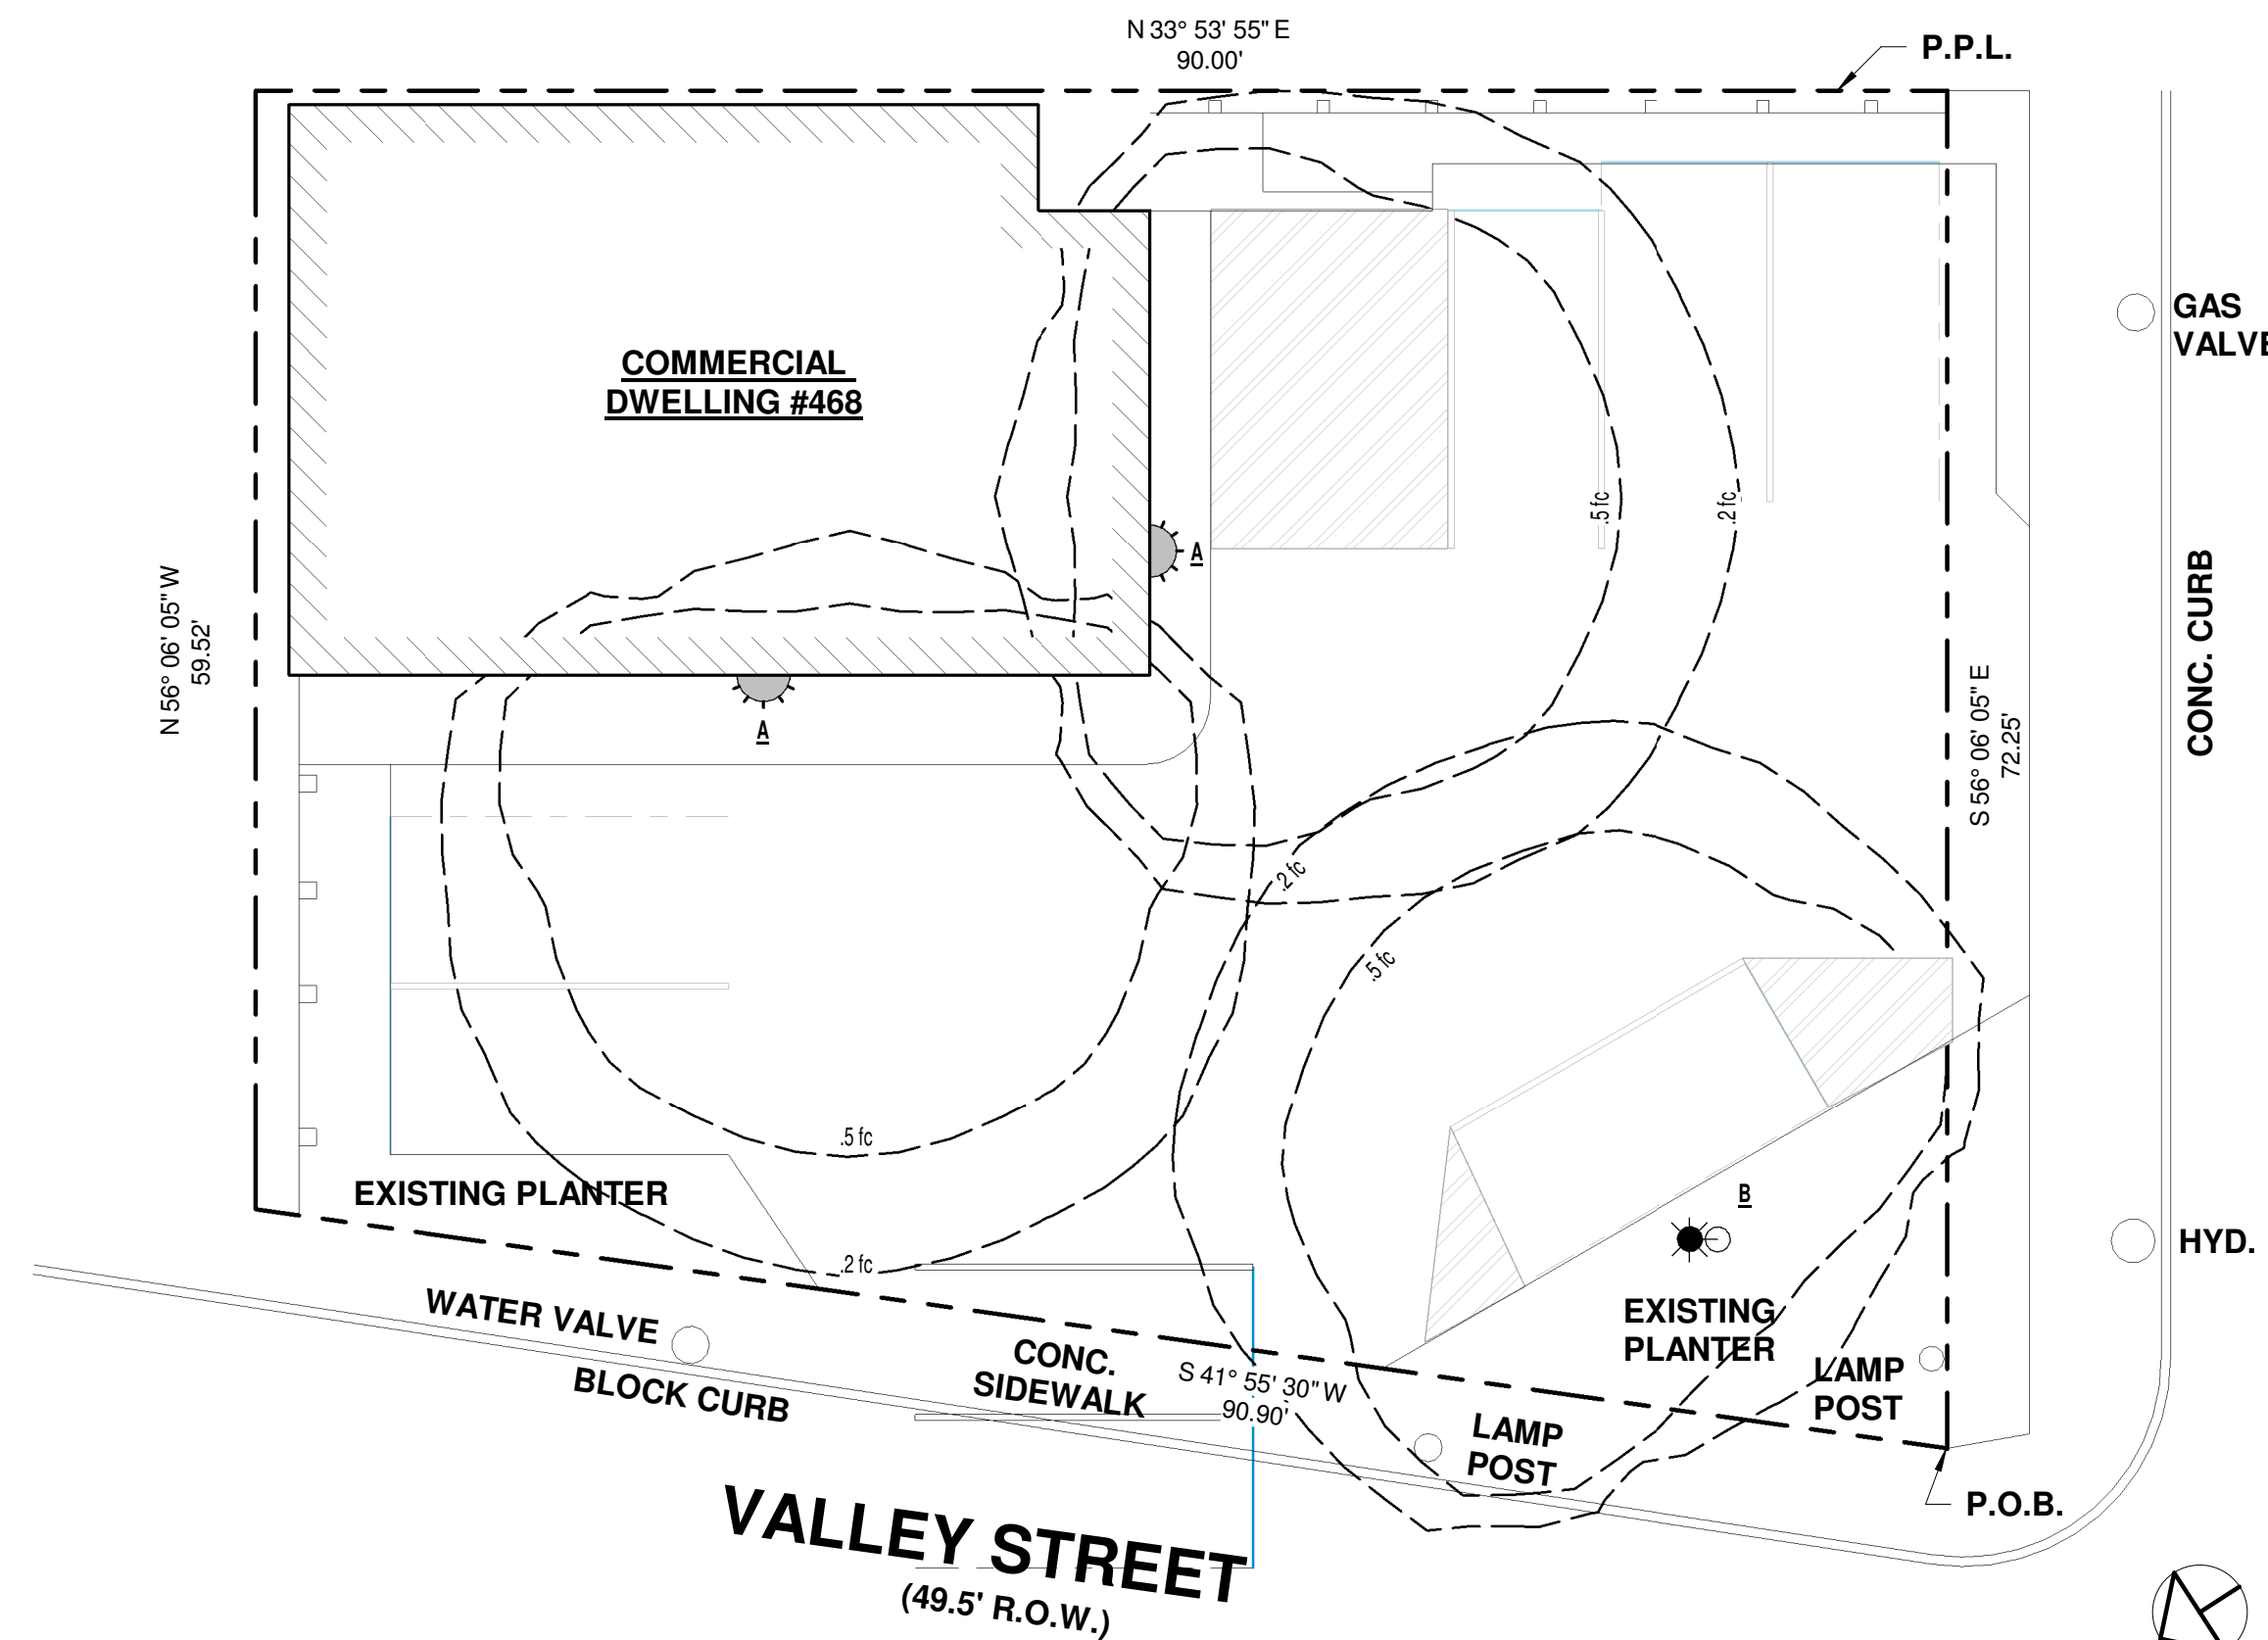 N 33° 53' 55" E
90.00'
P.P.L.
GAS
VALVE
COMMERCIAL
DWELLING #468
.5 fc
.2 fc
A
N 56° 06' 05" W
59.52'
CONC. CURB
S 56° 06' 05" E
72.25'
A
.2 fc
.5 fc
.5 fc
EXISTING PLANTER
B
HYD.
.2 fc
WATER VALVE
BLOCK CURB
CONC.
SIDEWALK
S 41° 55' 30" W
90.90'
EXISTING
PLANTER
LAMP
POST
LAMP
POST
P.O.B.
VALLEY STREET
(49.5' R.O.W.)